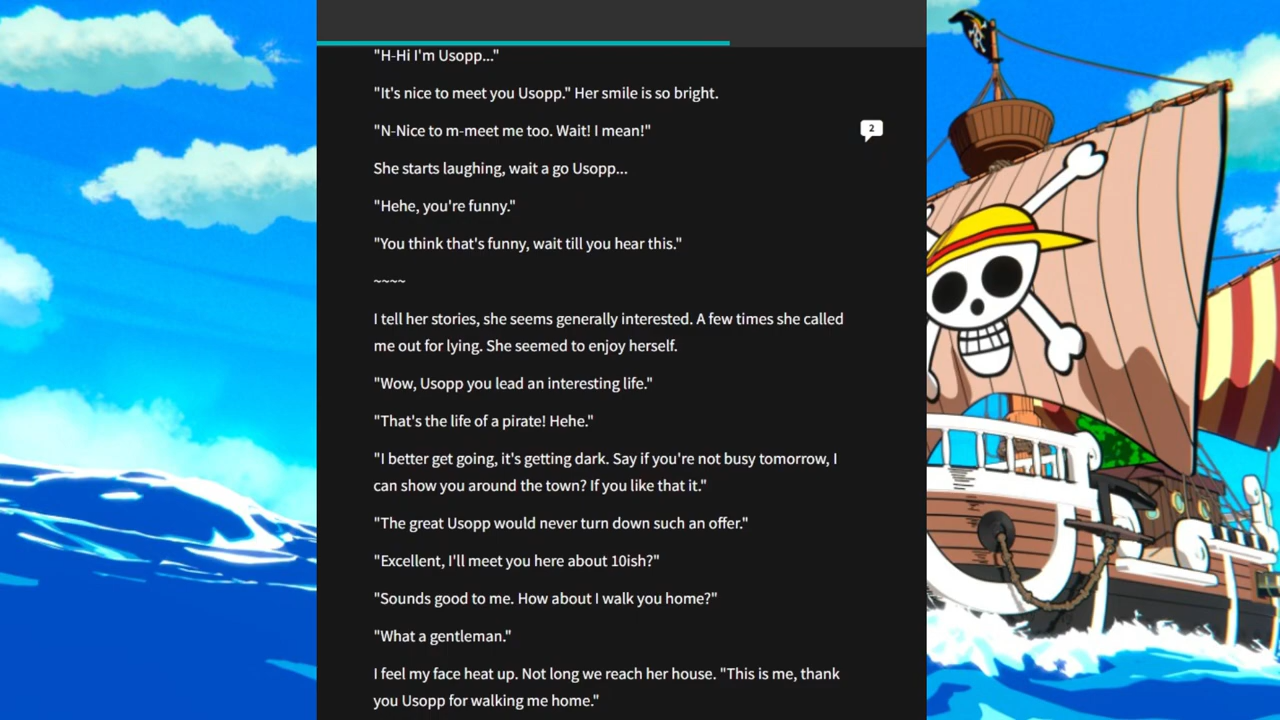 "H-Hi I'm Usopp..."
"It's nice to meet you Usopp." Her smile is so bright.
"N-Nice to m-meet me too. Wait! I mean!"
2
She starts laughing, wait a go Usopp...
"Hehe, you're funny."
"You think that's funny, wait till you hear this."
~~~~
I tell her stories, she seems generally interested. A few times she called
me out for lying. She seemed to enjoy herself.
"Wow, Usopp you lead an interesting life."
"That's the life of a pirate! Hehe."
"I better get going, it's getting dark. Say if you're not busy tomorrow, I
can show you around the town? If you like that it."
"The great Usopp would never turn down such an offer."
"Excellent, I'll meet you here about 10ish?"
"Sounds good to me. How about I walk you home?"
"What a gentleman."
I feel my face heat up. Not long we reach her house. "This is me, thank
you Usopp for walking me home."